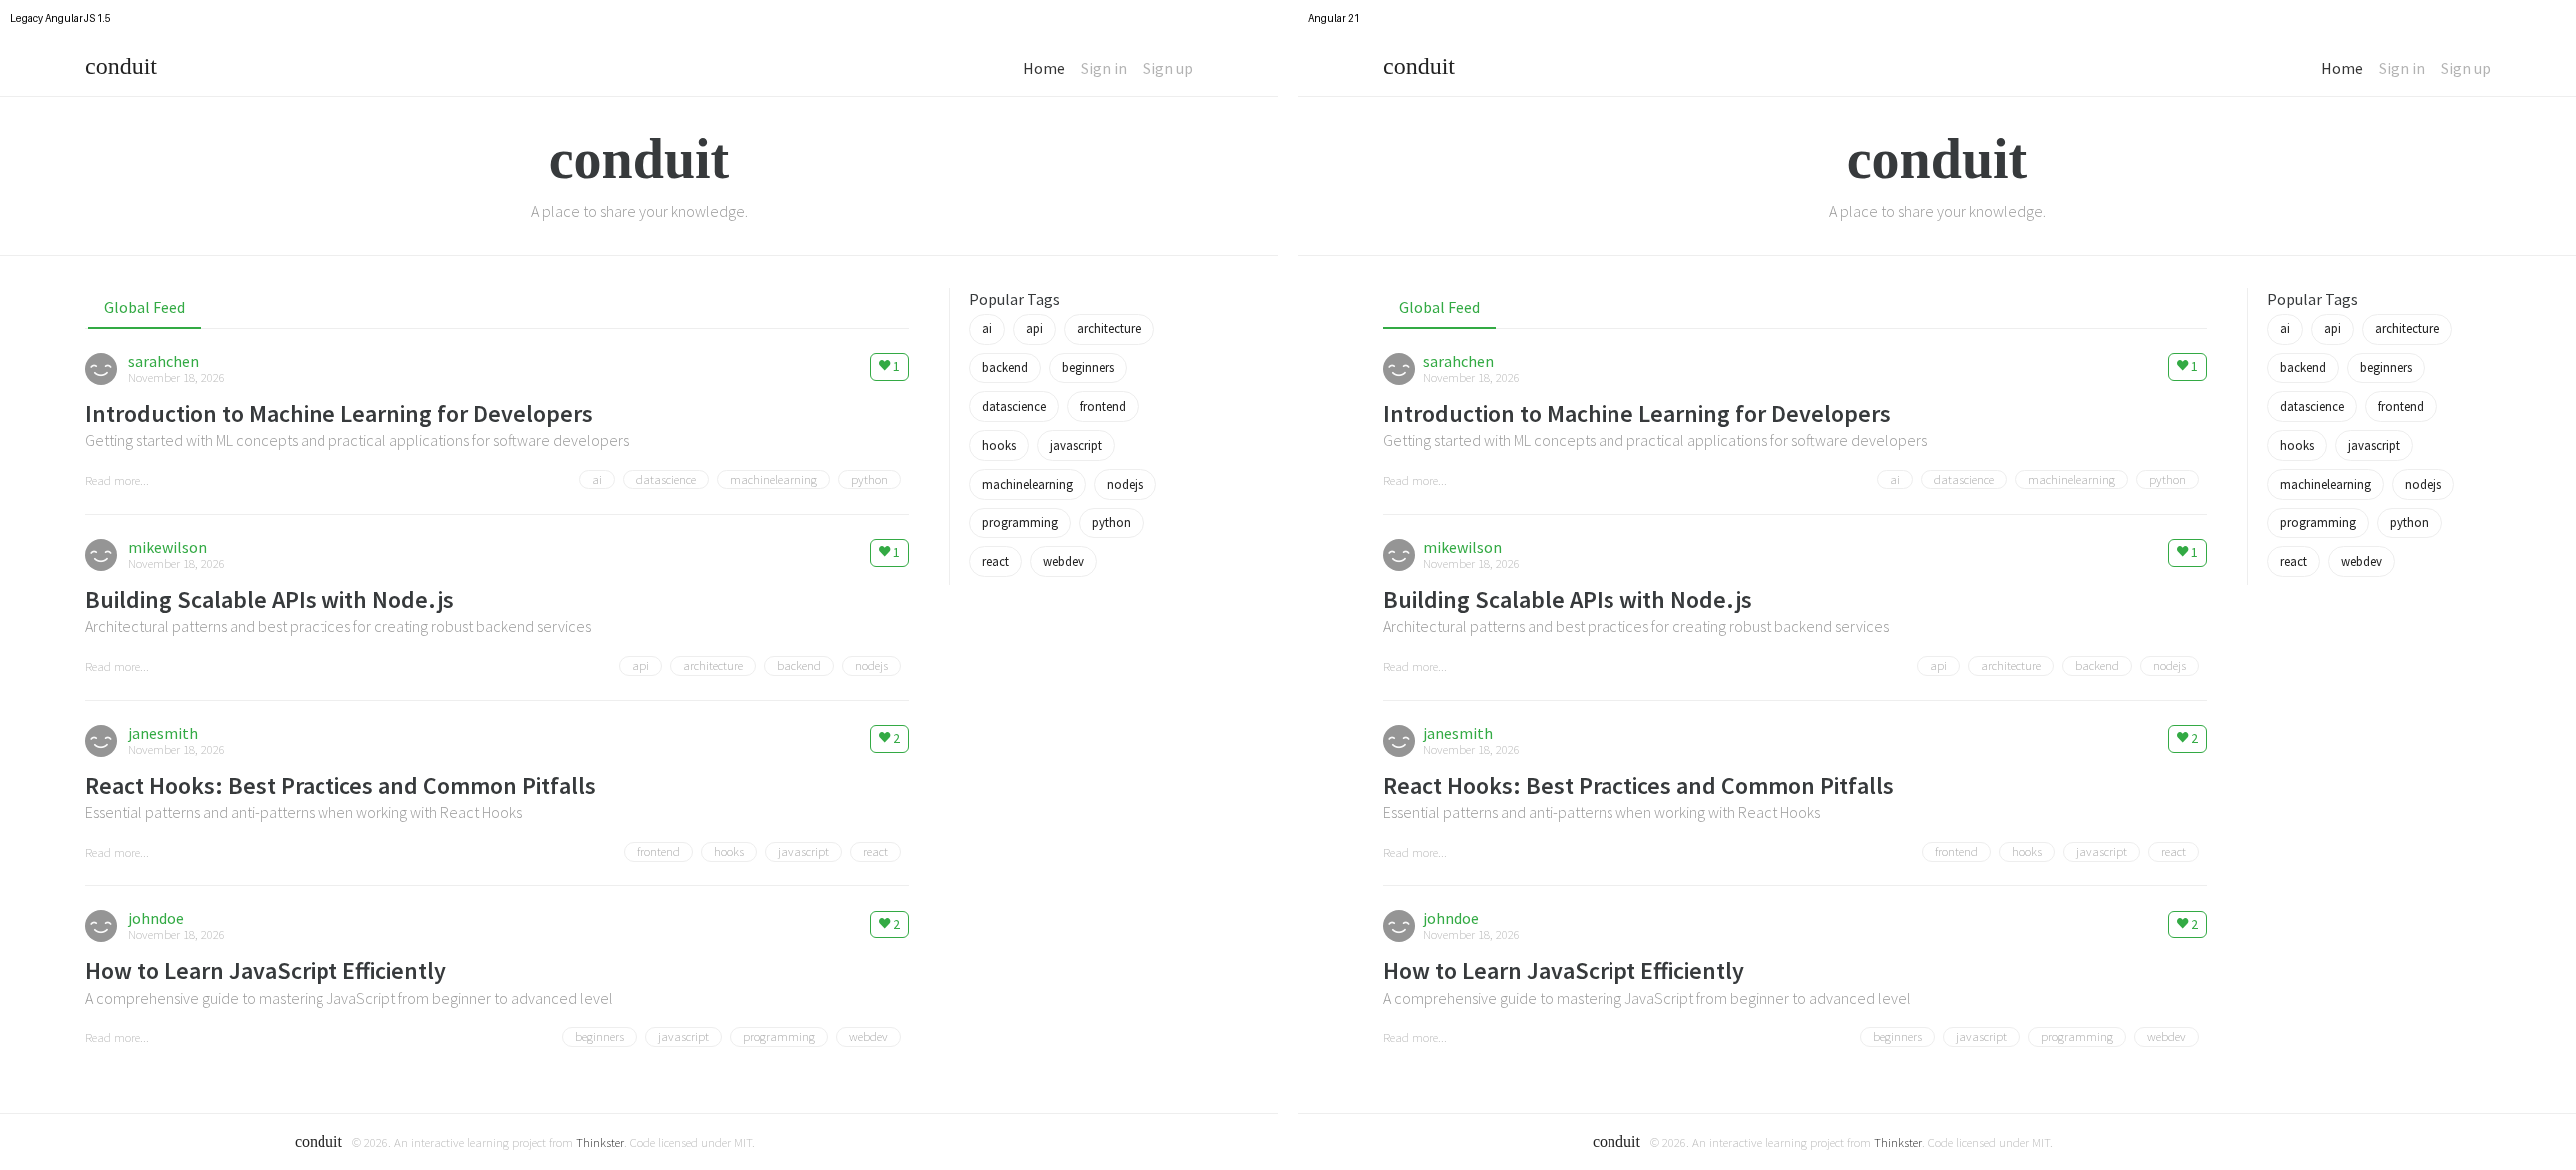 Legacy AngularJS 1.5
conduit
Home Sign in Sign up
conduit
A place to share your knowledge.
Global Feed
sarahchen
November 18, 2026
1
Introduction to Machine Learning for Developers
Getting started with ML concepts and practical applications for software developers
Read more... ai datascience machinelearning python
mikewilson
November 18, 2026
1
Building Scalable APIs with Node.js
Architectural patterns and best practices for creating robust backend services
Read more... api architecture backend nodejs
janesmith
November 18, 2026
2
React Hooks: Best Practices and Common Pitfalls
Essential patterns and anti-patterns when working with React Hooks
Read more... frontend hooks javascript react
johndoe
November 18, 2026
2
How to Learn JavaScript Efficiently
A comprehensive guide to mastering JavaScript from beginner to advanced level
Read more... beginners javascript programming webdev
Popular Tags
ai api architecture
backend beginners
datascience frontend
hooks javascript
machinelearning nodejs
programming python
react webdev
conduit © 2026. An interactive learning project from Thinkster. Code licensed under MIT.
Angular 21
conduit
Home Sign in Sign up
conduit
A place to share your knowledge.
Global Feed
sarahchen
November 18, 2026
1
Introduction to Machine Learning for Developers
Getting started with ML concepts and practical applications for software developers
Read more... ai datascience machinelearning python
mikewilson
November 18, 2026
1
Building Scalable APIs with Node.js
Architectural patterns and best practices for creating robust backend services
Read more... api architecture backend nodejs
janesmith
November 18, 2026
2
React Hooks: Best Practices and Common Pitfalls
Essential patterns and anti-patterns when working with React Hooks
Read more... frontend hooks javascript react
johndoe
November 18, 2026
2
How to Learn JavaScript Efficiently
A comprehensive guide to mastering JavaScript from beginner to advanced level
Read more... beginners javascript programming webdev
Popular Tags
ai api architecture
backend beginners
datascience frontend
hooks javascript
machinelearning nodejs
programming python
react webdev
conduit © 2026. An interactive learning project from Thinkster. Code licensed under MIT.